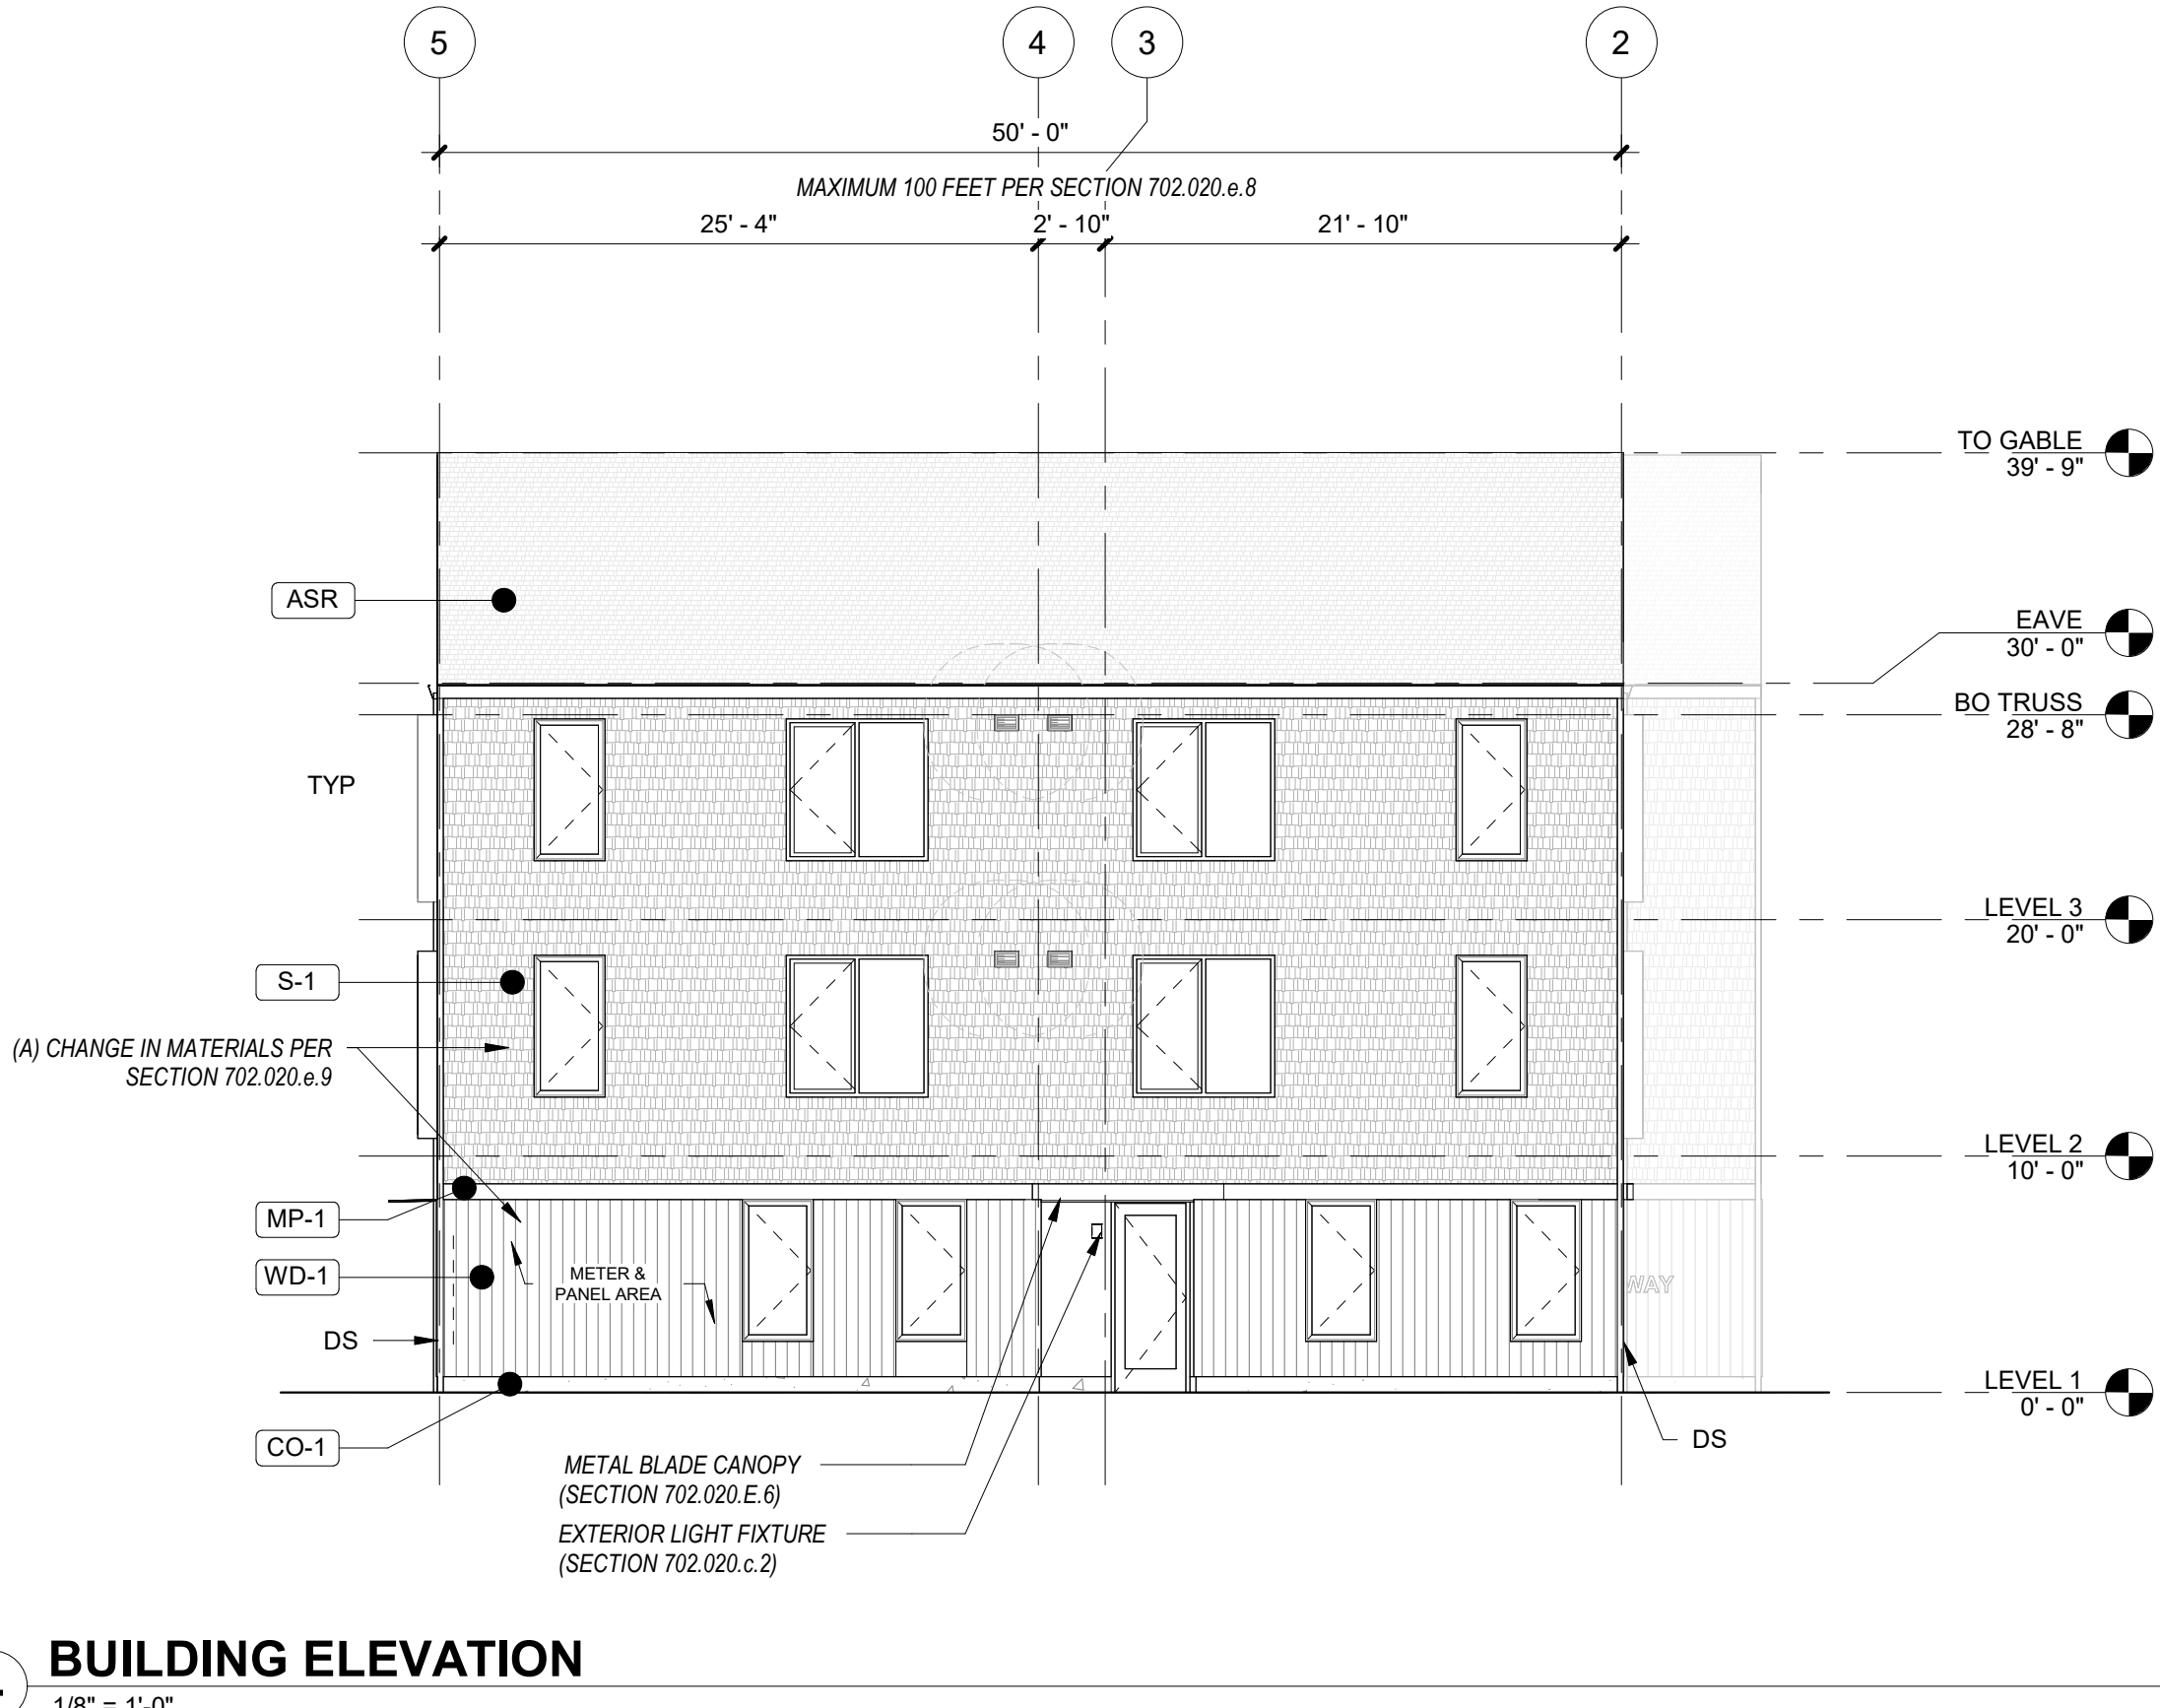 5
4
3
2
50' - 0"
MAXIMUM 100 FEET PER SECTION 702.020.e.8
25' - 4"
2' - 10"
21' - 10"
TO GABLE
39' - 9"
ASR
EAVE
30' - 0"
BO TRUSS
28' - 8"
TYP
LEVEL 3
20' - 0"
S-1
(A) CHANGE IN MATERIALS PER
SECTION 702.020.e.9
LEVEL 2
10' - 0"
MP-1
WD-1
METER &
PANEL AREA
WAY
DS
LEVEL 1
0' - 0"
CO-1
DS
METAL BLADE CANOPY
(SECTION 702.020.E.6)
EXTERIOR LIGHT FIXTURE
(SECTION 702.020.c.2)
BUILDING ELEVATION
1/8" = 1'-0"